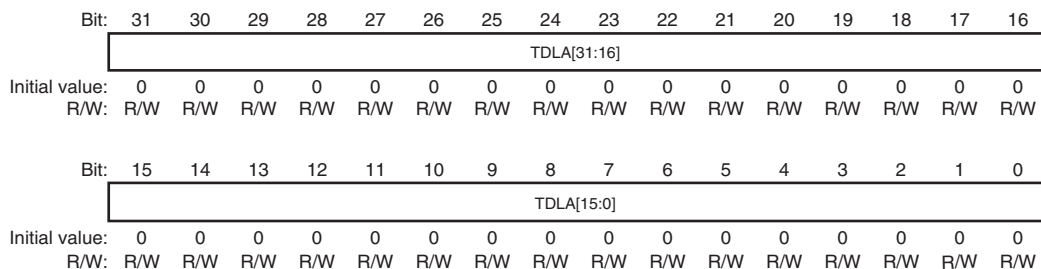 Bit: 31 30 29 28 27 26 25 24 23 22 21 20 19 18 17 16
TDLA[31:16]
Initial value: 0 0 0 0 0 0 0 0 0 0 0 0 0 0 0 0
R/W: R/W R/W R/W R/W R/W R/W R/W R/W R/W R/W R/W R/W R/W R/W R/W R/W
Bit: 15 14 13 12 11 10 9 8 7 6 5 4 3 2 1 0
TDLA[15:0]
Initial value: 0 0 0 0 0 0 0 0 0 0 0 0 0 0 0 0
R/W: R/W R/W R/W R/W R/W R/W R/W R/W R/W R/W R/W R/W R/W R/W R/W R/W